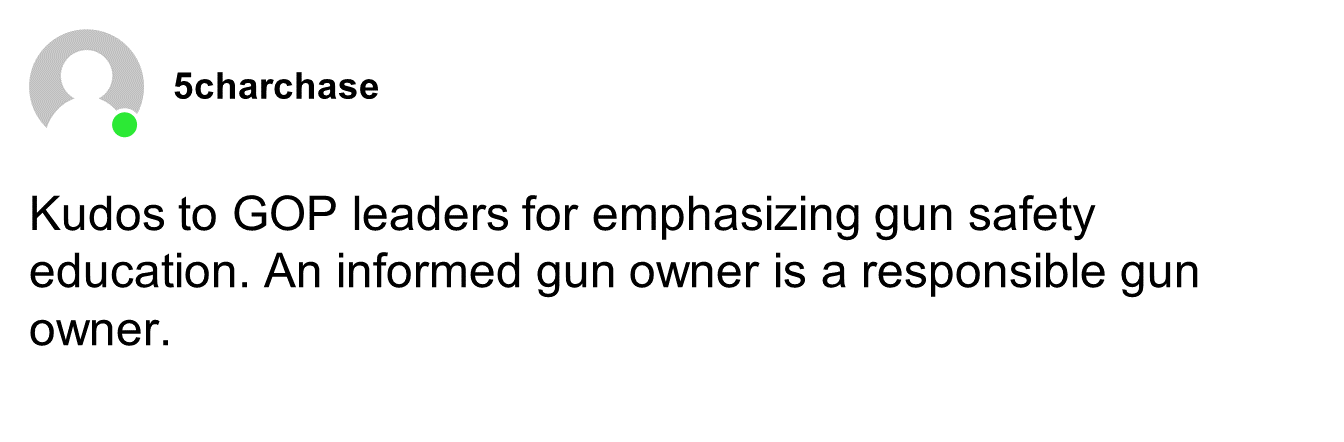 5charchase
Kudos to GOP leaders for emphasizing gun safety
education. An informed gun owner is a responsible gun
owner.